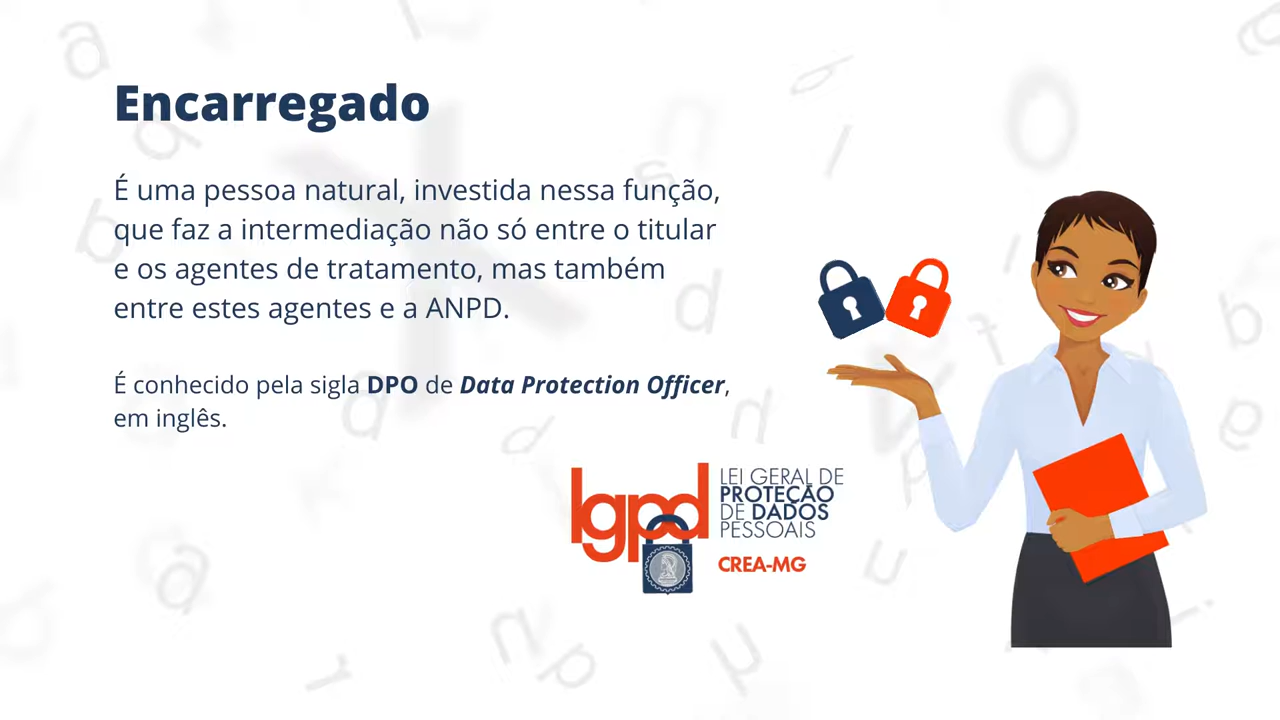 Encarregado
É uma pessoa natural, investida nessa função,
que faz a intermediação não só entre o titular
e os agentes de tratamento, mas também
entre estes agentes e a ANPD.
É conhecido pela sigla DPO de Data Protection Officer,
em inglês.
lgpd
LEI GERAL DE
PROTEÇÃO
DE DADOS
PESSOAIS
CREA-MG